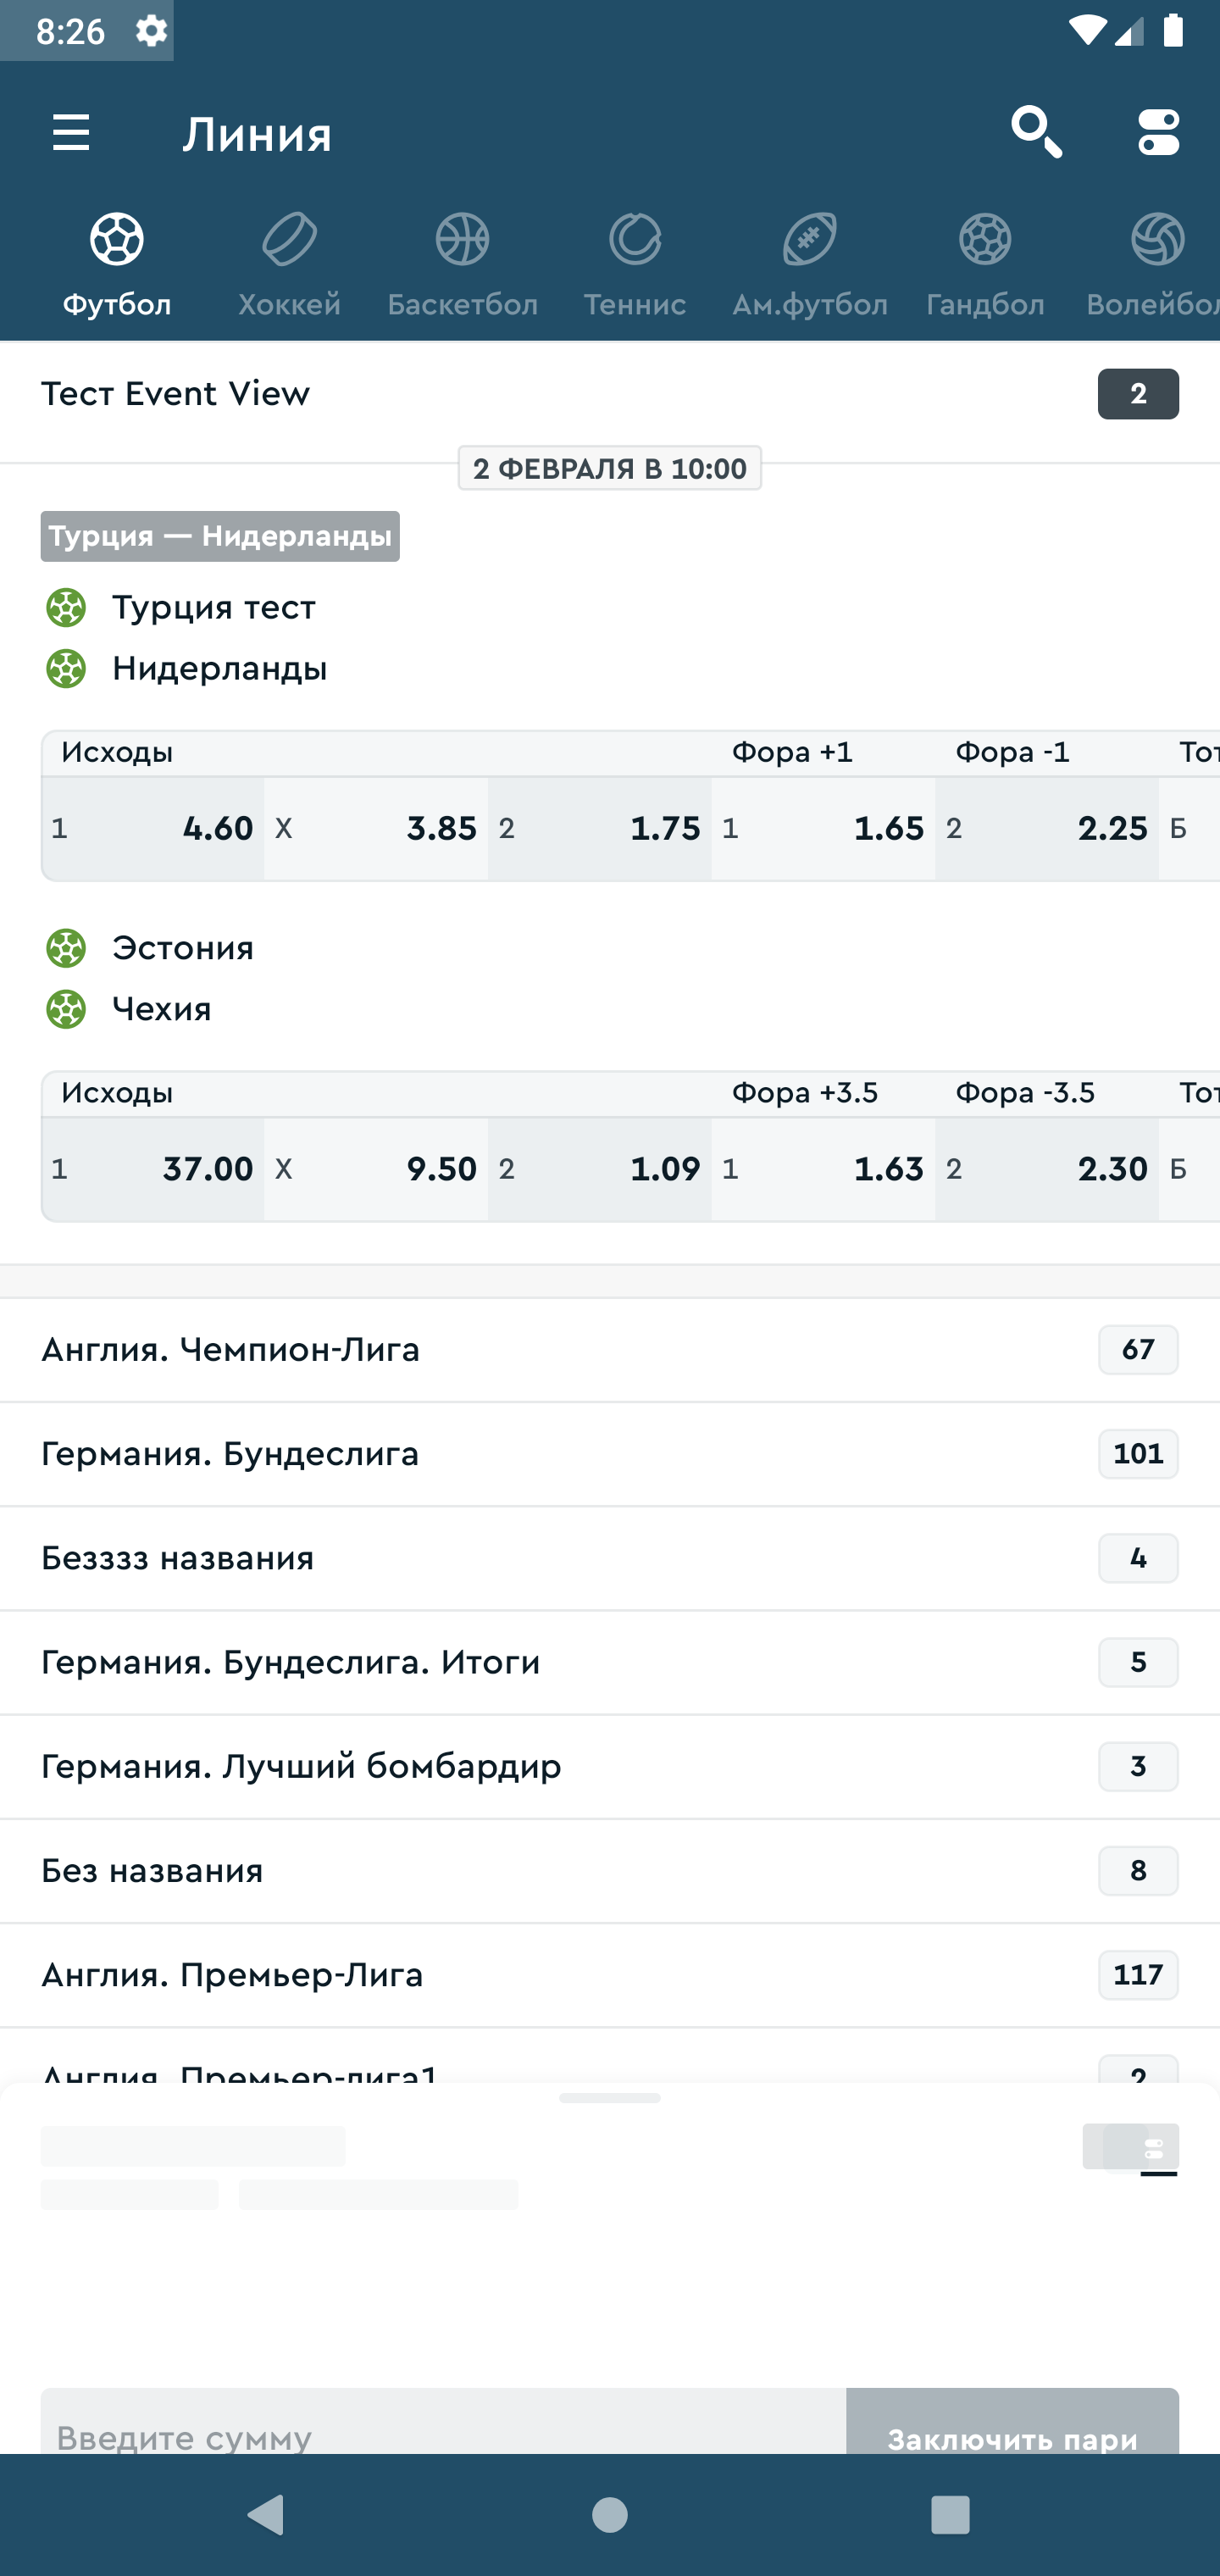 8:26
Линия
Футбол Хоккей Баскетбол Теннис Ам.футбол Гандбол Волейбол
Тест Event View 2
2 ФЕВРАЛЯ В 10:00
Турция — Нидерланды
Турция тест
Нидерланды
Исходы Фора +1 Фора -1 Тот
1 4.60 X 3.85 2 1.75 1 1.65 2 2.25 Б
Эстония
Чехия
Исходы Фора +3.5 Фора -3.5 Тот
1 37.00 X 9.50 2 1.09 1 1.63 2 2.30 Б
Англия. Чемпион-Лига 67
Германия. Бундеслига 101
Безззз названия 4
Германия. Бундеслига. Итоги 5
Германия. Лучший бомбардир 3
Без названия 8
Англия. Премьер-Лига 117
Англия. Премьер-лига1 2
Введите сумму Заключить пари